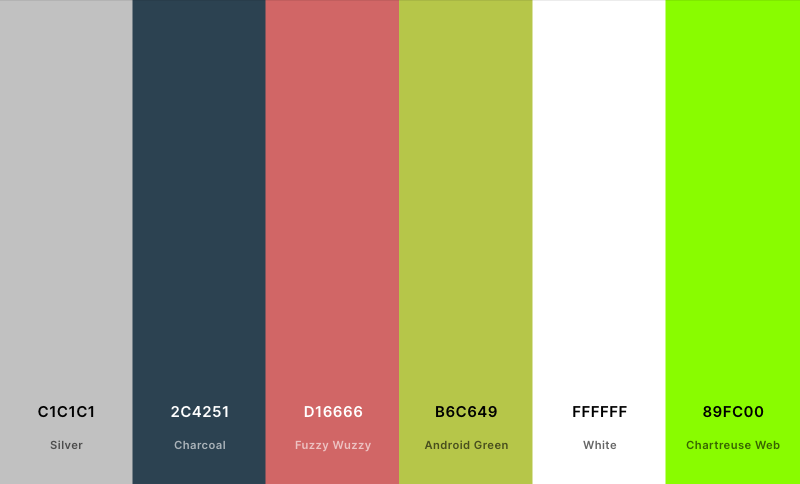 C1C1C1 2C4251 D16666 B6C649 FFFFFF 89FC00
Silver Charcoal Fuzzy Wuzzy Android Green White Chartreuse Web